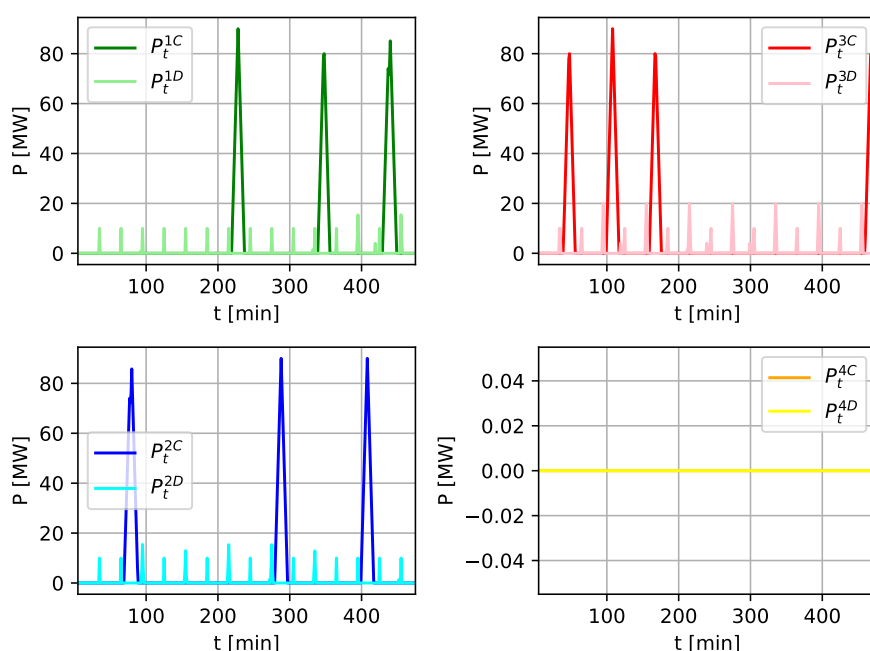 P [MW]
80
60
40
20
0
P_t^{1C}
P_t^{1D}
100
200
300
400
t [min]
P [MW]
80
60
40
20
0
P_t^{3C}
P_t^{3D}
100
200
300
400
t [min]
P [MW]
80
60
40
20
0
P_t^{2C}
P_t^{2D}
100
200
300
400
t [min]
P [MW]
0.04
0.02
0.00
−0.02
−0.04
P_t^{4C}
P_t^{4D}
100
200
300
400
t [min]